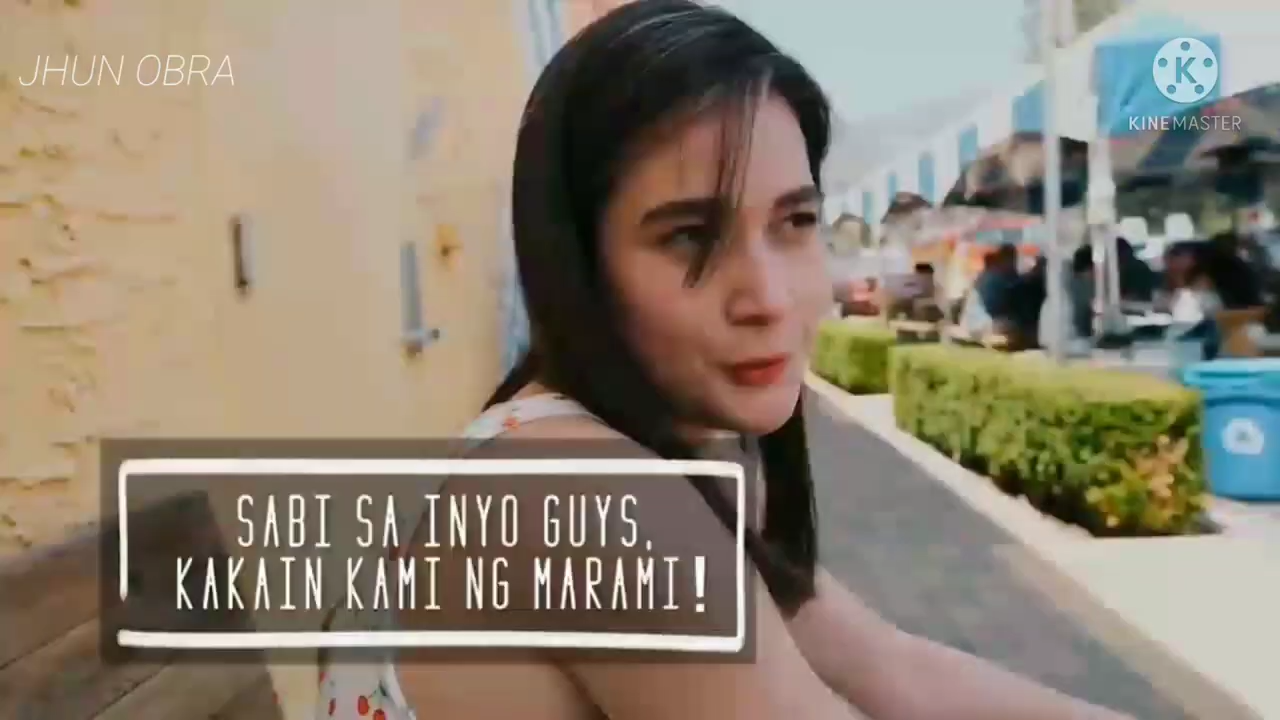 JHUN OBRA
K
KINEMASTER
SABI SA INYO GUYS,
KAKAIN KAMI NG MARAMI!